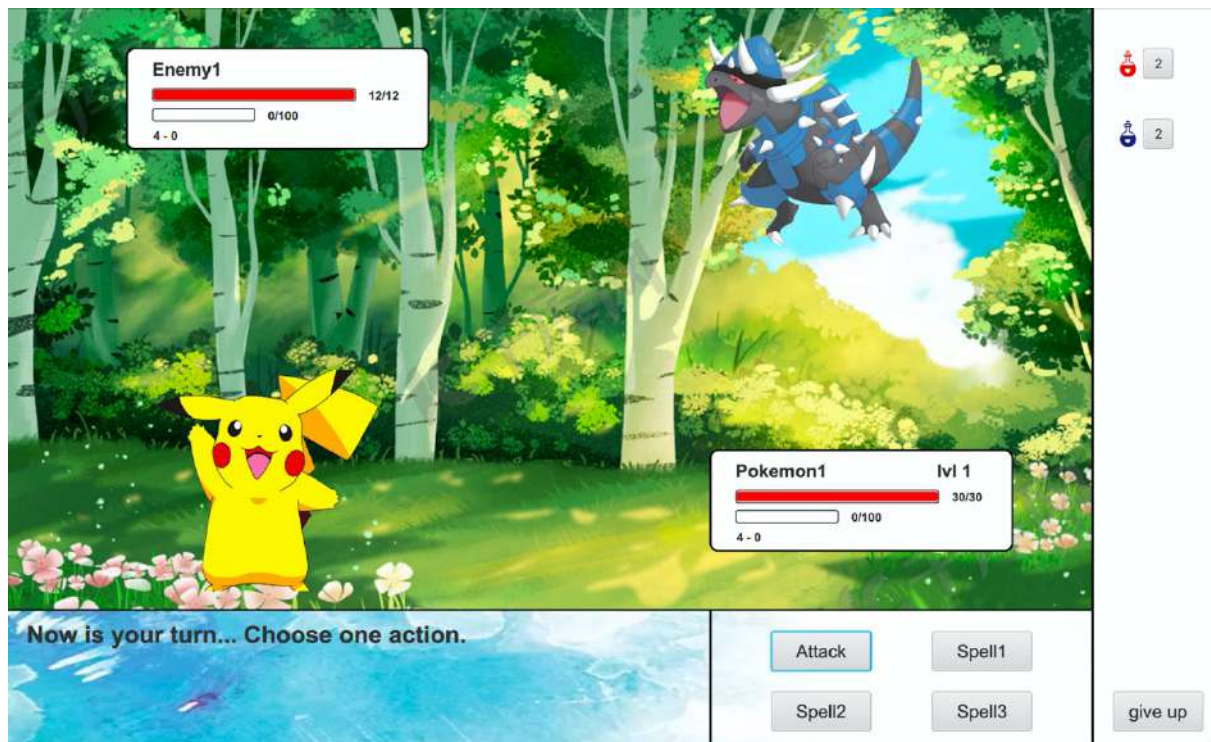 Enemy1
12/12
0/100
4 - 0
2
2
Pokemon1 lvl 1
30/30
0/100
4 - 0
Now is your turn... Choose one action.
Attack Spell1
Spell2 Spell3
give up